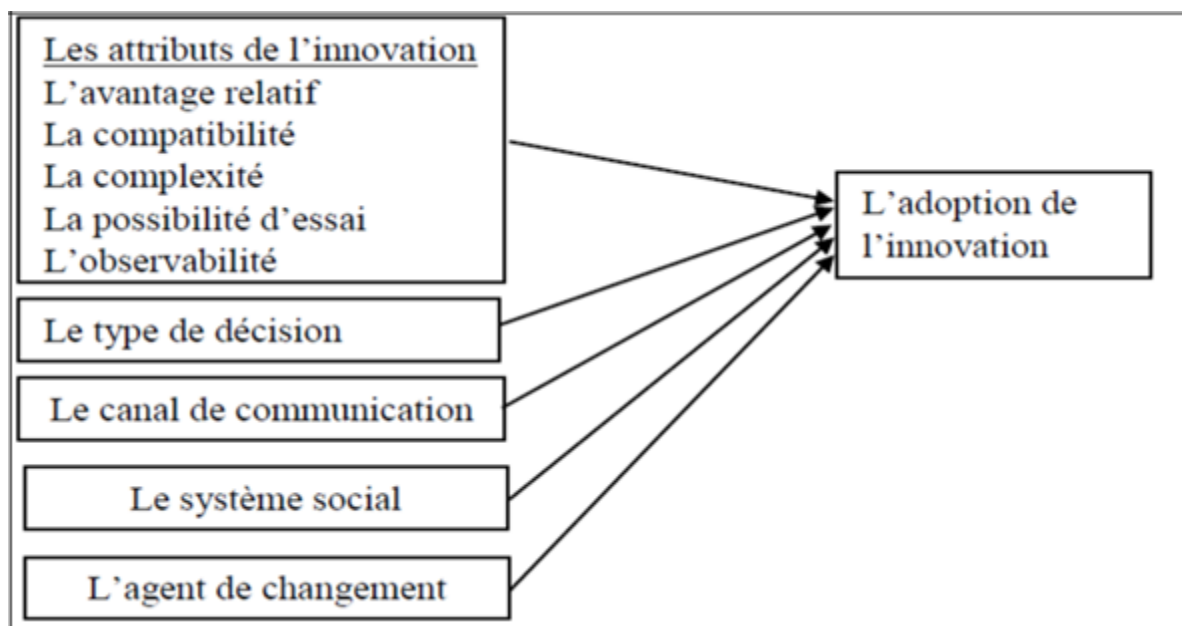 Les attributs de l’innovation
L’avantage relatif
La compatibilité
La complexité
La possibilité d’essai
L’observabilité
L’adoption de
l’innovation
Le type de décision
Le canal de communication
Le système social
L’agent de changement